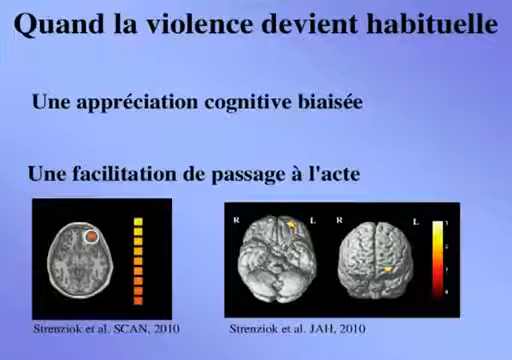 Quand la violence devient habituelle
Une appréciation cognitive biaisée
Une facilitation de passage à l'acte
R L R L
Strenziok et al. SCAN, 2010
Strenziok et al. JAH, 2010